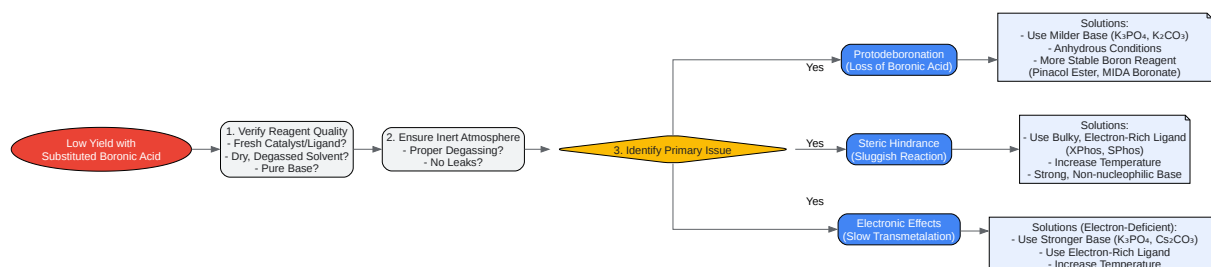 Low Yield with
Substituted Boronic Acid
1. Verify Reagent Quality
- Fresh Catalyst/Ligand?
- Dry, Degassed Solvent?
- Pure Base?
2. Ensure Inert Atmosphere
- Proper Degassing?
- No Leaks?
3. Identify Primary Issue
Yes
Protodeboronation
(Loss of Boronic Acid)
Solutions:
- Use Milder Base (K₃PO₄, K₂CO₃)
- Anhydrous Conditions
- More Stable Boron Reagent
(Pinacol Ester, MIDA Boronate)
Yes
Steric Hindrance
(Sluggish Reaction)
Solutions:
- Use Bulky, Electron-Rich Ligand
(XPhos, SPhos)
- Increase Temperature
- Strong, Non-nucleophilic Base
Yes
Electronic Effects
(Slow Transmetalation)
Solutions (Electron-Deficient):
- Use Stronger Base (K₃PO₄, Cs₂CO₃)
- Use Electron-Rich Ligand
- Increase Temperature